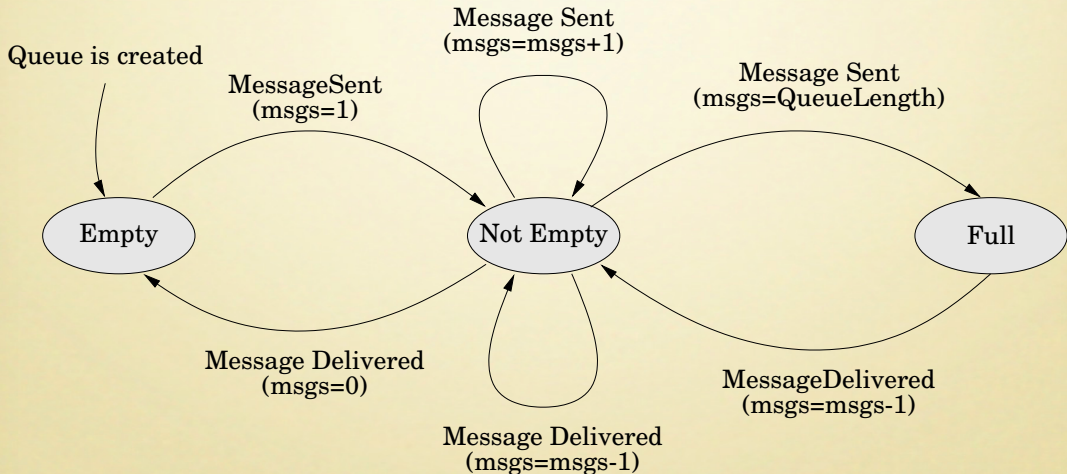 Message Sent
(msgs=msgs+1)
Queue is created
MessageSent
(msgs=1)
Message Sent
(msgs=QueueLength)
Empty
Not Empty
Full
Message Delivered
(msgs=0)
MessageDelivered
(msgs=msgs-1)
Message Delivered
(msgs=msgs-1)